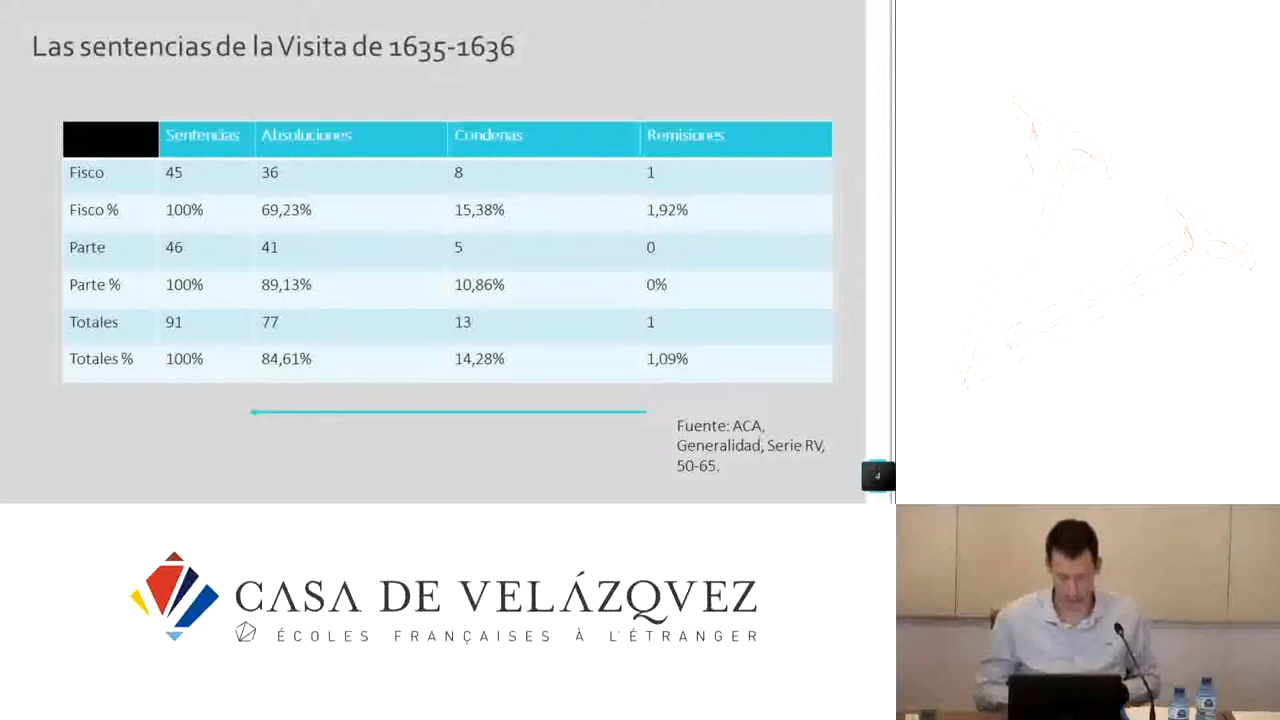 Las sentencias de la Visita de 1635-1636
Sentencias Absoluciones Condenas Remisiones
Fisco 45 36 8 1
Fisco % 100% 69,23% 15,38% 1,92%
Parte 46 41 5 0
Parte % 100% 89,13% 10,86% 0%
Totales 91 77 13 1
Totales % 100% 84,61% 14,28% 1,09%
Fuente: ACA,
Generalidad, Serie RV,
50-65.
4
CASA DE VELÁZQVEZ
ÉCOLES FRANÇAISES À L'ÉTRANGER